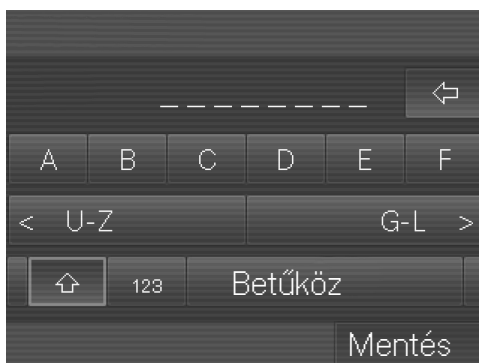 _ _ _ _ _ _ _ _
A B C D E F
< U-Z G-L >
123 Betűköz
Mentés